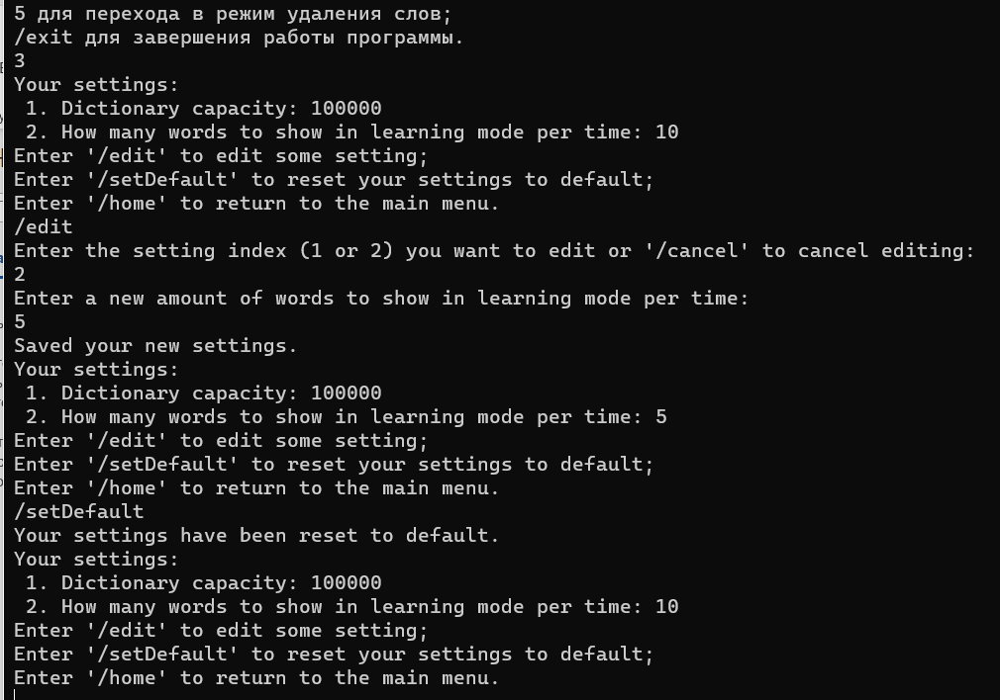 5 для перехода в режим удаления слов;
/exit для завершения работы программы.
3
Your settings:
1. Dictionary capacity: 100000
2. How many words to show in learning mode per time: 10
Enter '/edit' to edit some setting;
Enter '/setDefault' to reset your settings to default;
Enter '/home' to return to the main menu.
/edit
Enter the setting index (1 or 2) you want to edit or '/cancel' to cancel editing:
2
Enter a new amount of words to show in learning mode per time:
5
Saved your new settings.
Your settings:
1. Dictionary capacity: 100000
2. How many words to show in learning mode per time: 5
Enter '/edit' to edit some setting;
Enter '/setDefault' to reset your settings to default;
Enter '/home' to return to the main menu.
/setDefault
Your settings have been reset to default.
Your settings:
1. Dictionary capacity: 100000
2. How many words to show in learning mode per time: 10
Enter '/edit' to edit some setting;
Enter '/setDefault' to reset your settings to default;
Enter '/home' to return to the main menu.